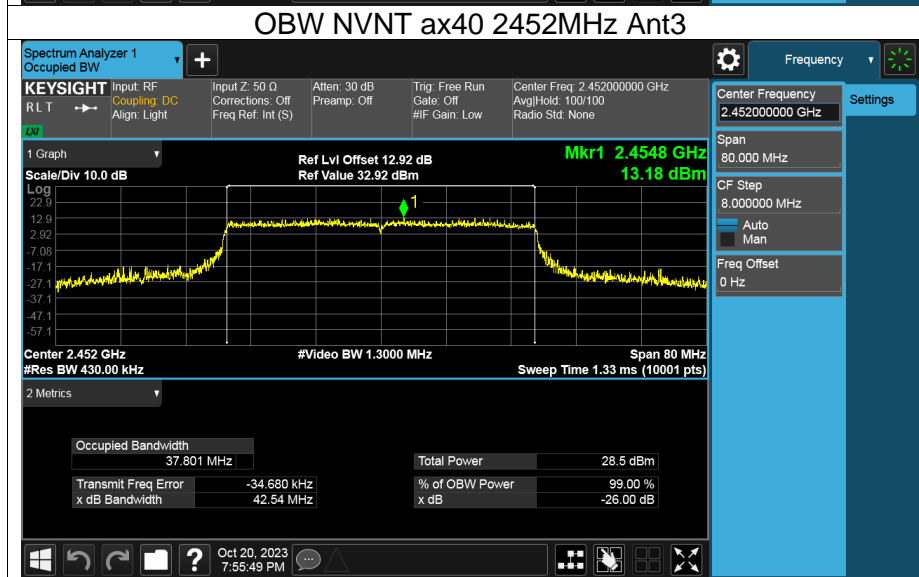 OBW NVNT ax40 2452MHz Ant3
Spectrum Analyzer 1
Occupied BW
+
Frequency
KEYSIGHT
R L T
LXI
Input: RF
Coupling: DC
Align: Light
Input Z: 50 Ω
Corrections: Off
Freq Ref: Int (S)
Atten: 30 dB
Preamp: Off
Trig: Free Run
Gate: Off
#IF Gain: Low
Center Freq: 2.452000000 GHz
Avg|Hold: 100/100
Radio Std: None
Center Frequency
2.452000000 GHz
Settings
Span
80.000 MHz
CF Step
8.000000 MHz
Auto
Man
Freq Offset
0 Hz
1 Graph
Scale/Div 10.0 dB
Ref Lvl Offset 12.92 dB
Ref Value 32.92 dBm
Mkr1 2.4548 GHz
13.18 dBm
Log
22.9
12.9
2.92
-7.08
-17.1
-27.1
-37.1
-47.1
-57.1
1
Center 2.452 GHz
#Res BW 430.00 kHz
#Video BW 1.3000 MHz
Span 80 MHz
Sweep Time 1.33 ms (10001 pts)
2 Metrics
Occupied Bandwidth
37.801 MHz
Total Power 28.5 dBm
Transmit Freq Error -34.680 kHz
% of OBW Power 99.00 %
x dB Bandwidth 42.54 MHz
x dB -26.00 dB
?
Oct 20, 2023
7:55:49 PM